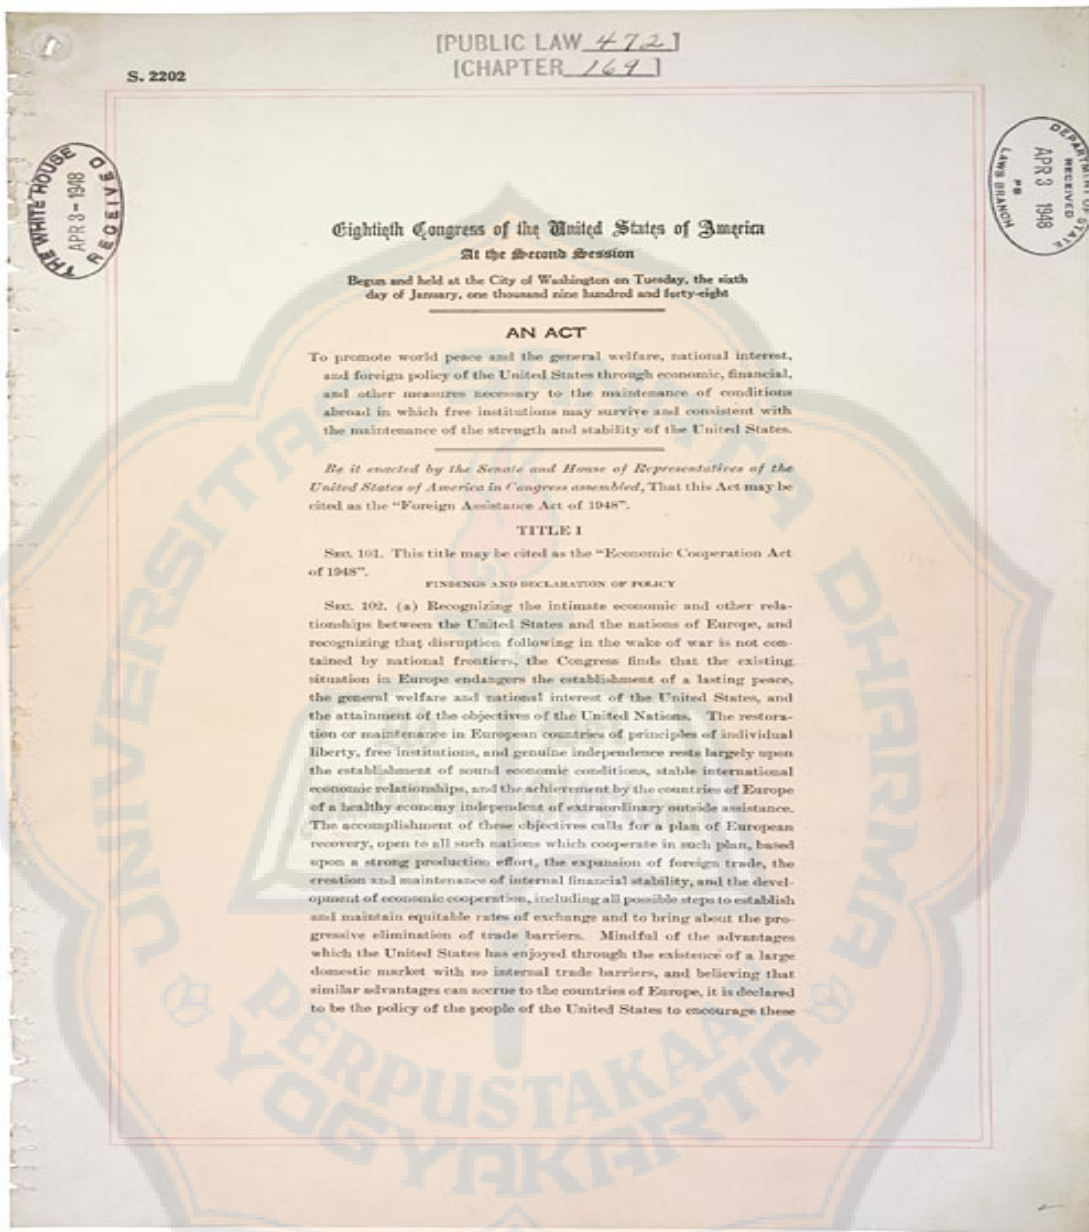 [PUBLIC LAW 472]
[CHAPTER 169]
S. 2202
THE WHITE HOUSE
APR 3 - 1948
RECEIVED
DEPARTMENT OF STATE
RECEIVED
APR 3 1948
PB
LAWS BRANCH
Eightieth Congress of the United States of America
At the Second Session
Begun and held at the City of Washington on Tuesday, the sixth
day of January, one thousand nine hundred and forty-eight
AN ACT
To promote world peace and the general welfare, national interest,
and foreign policy of the United States through economic, financial,
and other measures necessary to the maintenance of conditions
abroad in which free institutions may survive and consistent with
the maintenance of the strength and stability of the United States.
Be it enacted by the Senate and House of Representatives of the
United States of America in Congress assembled, That this Act may be
cited as the “Foreign Assistance Act of 1948”.
TITLE I
SEC. 101. This title may be cited as the “Economic Cooperation Act
of 1948”.
FINDINGS AND DECLARATION OF POLICY
SEC. 102. (a) Recognizing the intimate economic and other rela-
tionships between the United States and the nations of Europe, and
recognizing that disruption following in the wake of war is not con-
tained by national frontiers, the Congress finds that the existing
situation in Europe endangers the establishment of a lasting peace,
the general welfare and national interest of the United States, and
the attainment of the objectives of the United Nations. The restora-
tion or maintenance in European countries of principles of individual
liberty, free institutions, and genuine independence rests largely upon
the establishment of sound economic conditions, stable international
economic relationships, and the achievement by the countries of Europe
of a healthy economy independent of extraordinary outside assistance.
The accomplishment of these objectives calls for a plan of European
recovery, open to all such nations which cooperate in such plan, based
upon a strong production effort, the expansion of foreign trade, the
creation and maintenance of internal financial stability, and the devel-
opment of economic cooperation, including all possible steps to establish
and maintain equitable rates of exchange and to bring about the pro-
gressive elimination of trade barriers. Mindful of the advantages
which the United States has enjoyed through the existence of a large
domestic market with no internal trade barriers, and believing that
similar advantages can accrue to the countries of Europe, it is declared
to be the policy of the people of the United States to encourage these
UNIVERSITAS SANATA DHARMA
PERPUSTAKAAN
YOGYAKARTA